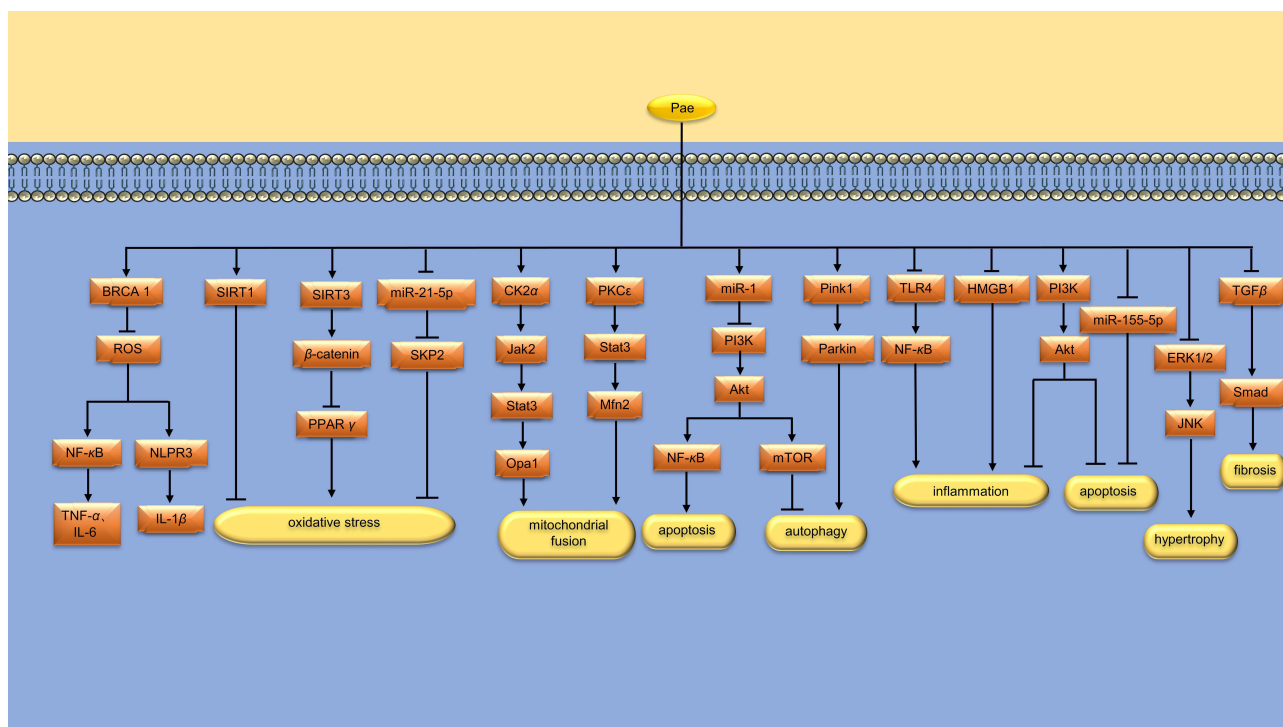 Pae
BRCA 1
SIRT1
SIRT3
miR-21-5p
CK2α
PKCε
miR-1
Pink1
TLR4
HMGB1
PI3K
miR-155-5p
TGFβ
ROS
β-catenin
SKP2
Jak2
Stat3
PI3K
Parkin
NF-κB
Akt
ERK1/2
Smad
PPAR γ
Stat3
Mfn2
Akt
JNK
NF-κB
NLPR3
Opa1
NF-κB
mTOR
fibrosis
TNF-α、
IL-6
IL-1β
oxidative stress
mitochondrial
fusion
apoptosis
autophagy
inflammation
apoptosis
hypertrophy